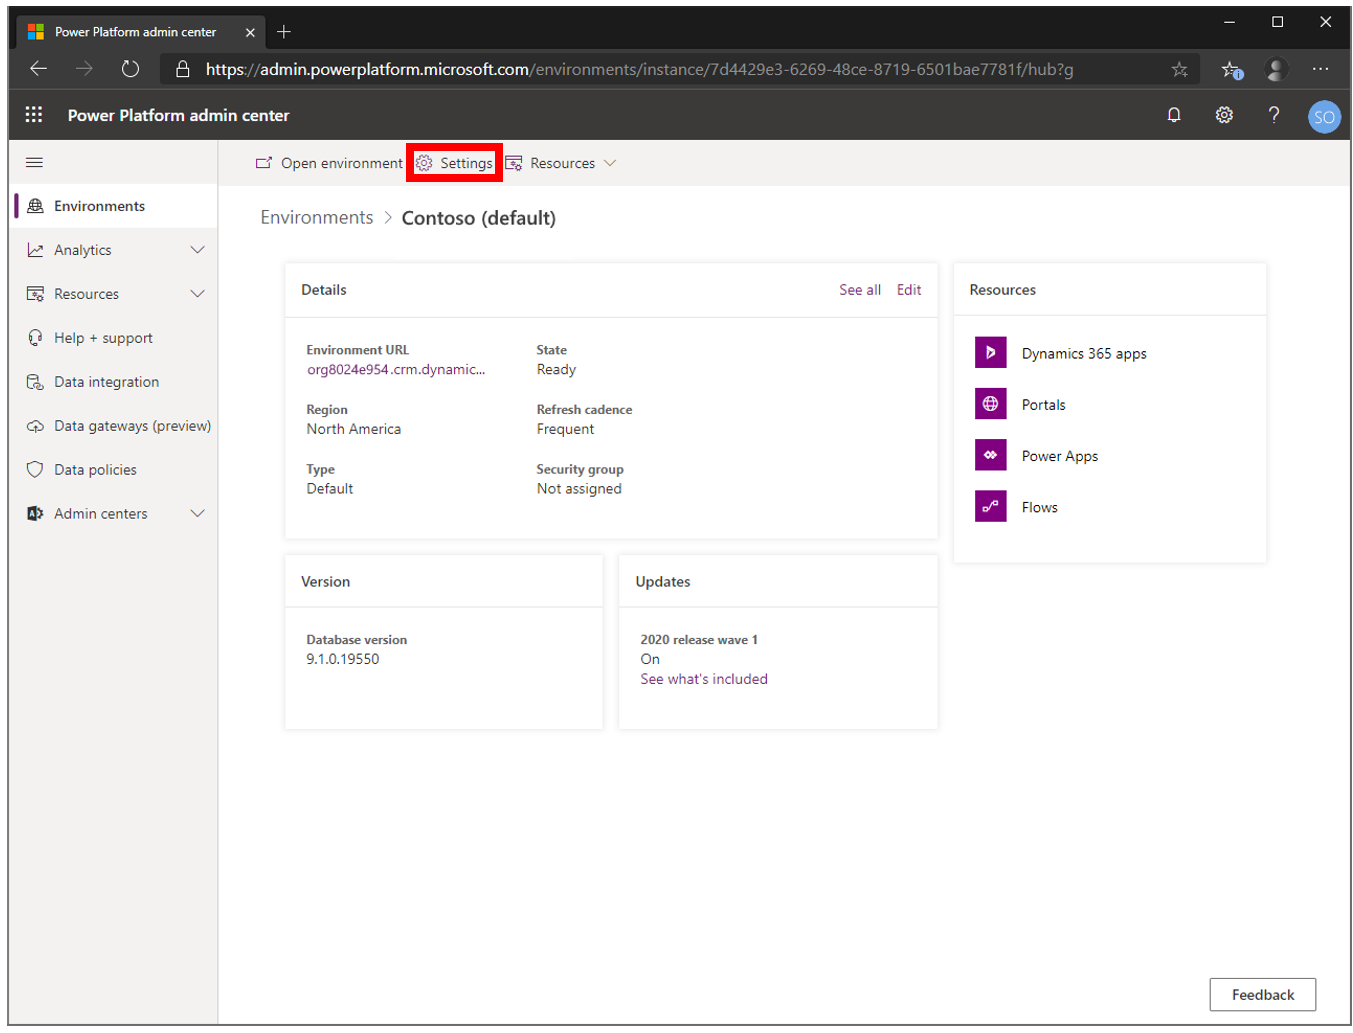 Power Platform admin center
https://admin.powerplatform.microsoft.com/environments/instance/7d4429e3-6269-48ce-8719-6501bae7781f/hub?g
Power Platform admin center
?
SO
Open environment
Settings
Resources
Environments
Analytics
Resources
Help + support
Data integration
Data gateways (preview)
Data policies
Admin centers
Environments > Contoso (default)
Details
See all
Edit
Environment URL
org8024e954.crm.dynamic...
State
Ready
Region
North America
Refresh cadence
Frequent
Type
Default
Security group
Not assigned
Resources
Dynamics 365 apps
Portals
Power Apps
Flows
Version
Database version
9.1.0.19550
Updates
2020 release wave 1
On
See what's included
Feedback